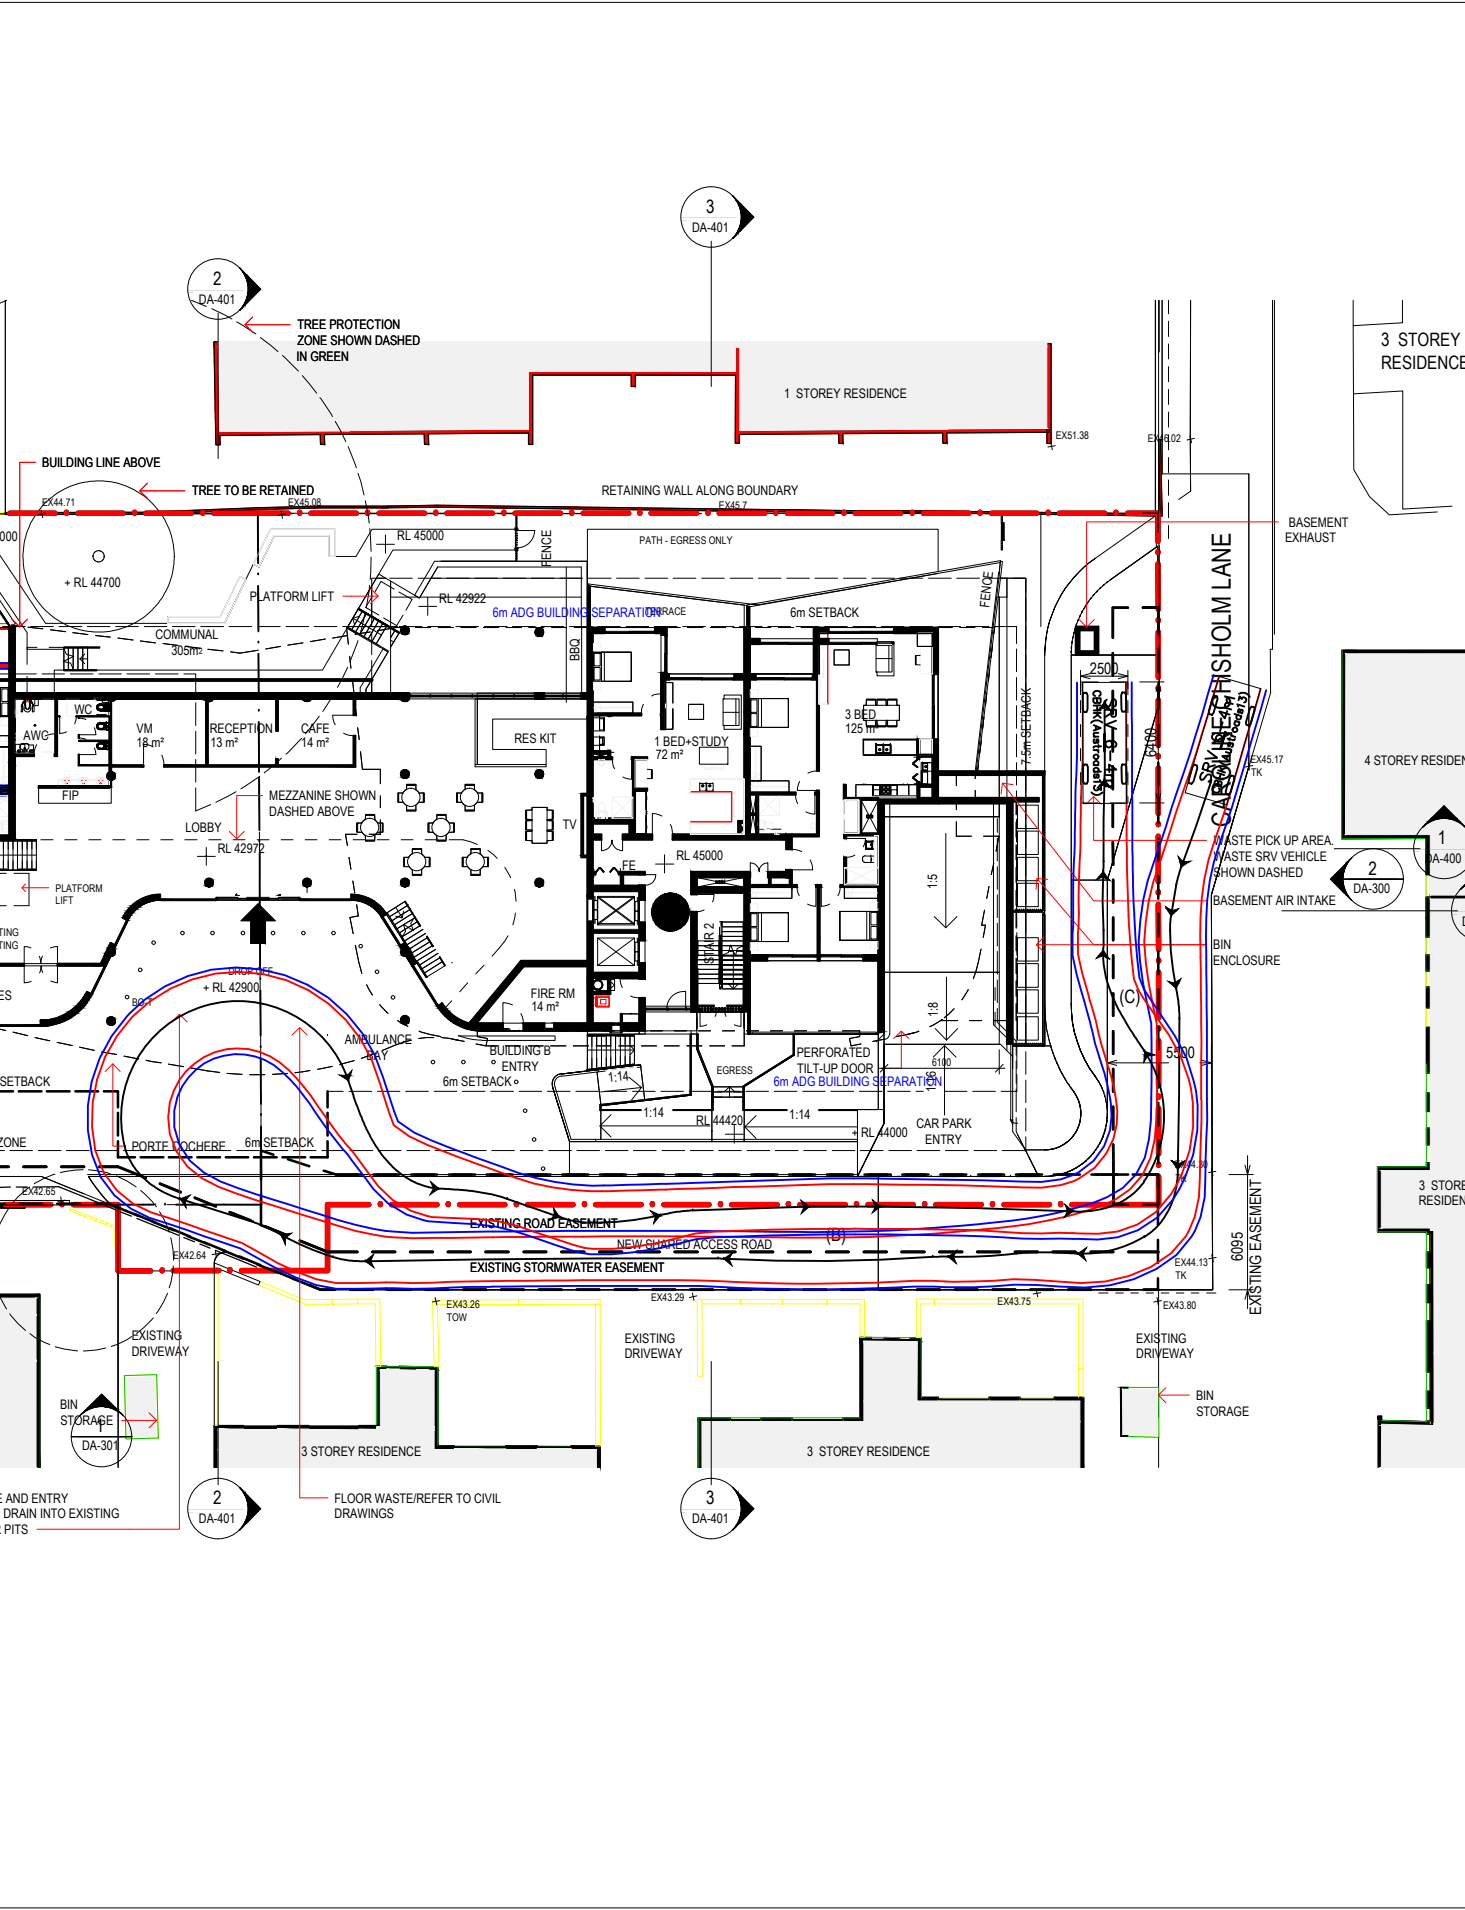 3
DA-401
2
DA-401
TREE PROTECTION
ZONE SHOWN DASHED
IN GREEN
3 STOREY
RESIDENCE
1 STOREY RESIDENCE
EX51.38
BUILDING LINE ABOVE
TREE TO BE RETAINED
RETAINING WALL ALONG BOUNDARY
EX44.71
EX45.08
EX45.7
BASEMENT
EXHAUST
RL 45000
FENCE
PATH - EGRESS ONLY
+ RL 44700
PLATFORM LIFT
RL 42922
6m ADG BUILDING SEPARATION
TERRACE
6m SETBACK
FENCE
COMMUNAL
305m²
BBQ
2500
7.5m SETBACK
6400
WC
AWC
VM
18 m²
RECEPTION
13 m²
CAFE
14 m²
RES KIT
1 BED+STUDY
72 m²
3 BED
125 m²
EX45.17
TK
4 STOREY RESIDEN
FIP
MEZZANINE SHOWN
DASHED ABOVE
LOBBY
RL 42972
TV
FE
RL 45000
WASTE PICK UP AREA.
WASTE SRV VEHICLE
SHOWN DASHED
1
DA-400
2
DA-300
PLATFORM
LIFT
1:5
BASEMENT AIR INTAKE
TING
TING
STAIR 2
BIN
ENCLOSURE
DROP OFF
+ RL 42900
ES
FIRE RM
14 m²
1:8
(C)
AMBULANCE
BAY
BUILDING B
ENTRY
PERFORATED
TILT-UP DOOR
6100
5500
SETBACK
6m SETBACK
1:14
EGRESS
6m ADG BUILDING SEPARATION
1:14
RL 44420
1:14
+ RL 44000
CAR PARK
ENTRY
ZONE
PORTE COCHERE
6m SETBACK
EX42.65
3 STORE
RESIDEN
EXISTING ROAD EASEMENT
NEW SHARED ACCESS ROAD
(B)
EXISTING STORMWATER EASEMENT
EX42.64
6095
EXISTING EASEMENT
EX44.13
TK
EX43.26
TOW
EX43.29
EX43.75
EX43.80
EXISTING
DRIVEWAY
EXISTING
DRIVEWAY
EXISTING
DRIVEWAY
BIN
STORAGE
1
DA-301
BIN
STORAGE
3 STOREY RESIDENCE
3 STOREY RESIDENCE
E AND ENTRY
DRAIN INTO EXISTING
PITS
2
DA-401
FLOOR WASTE/REFER TO CIVIL
DRAWINGS
3
DA-401